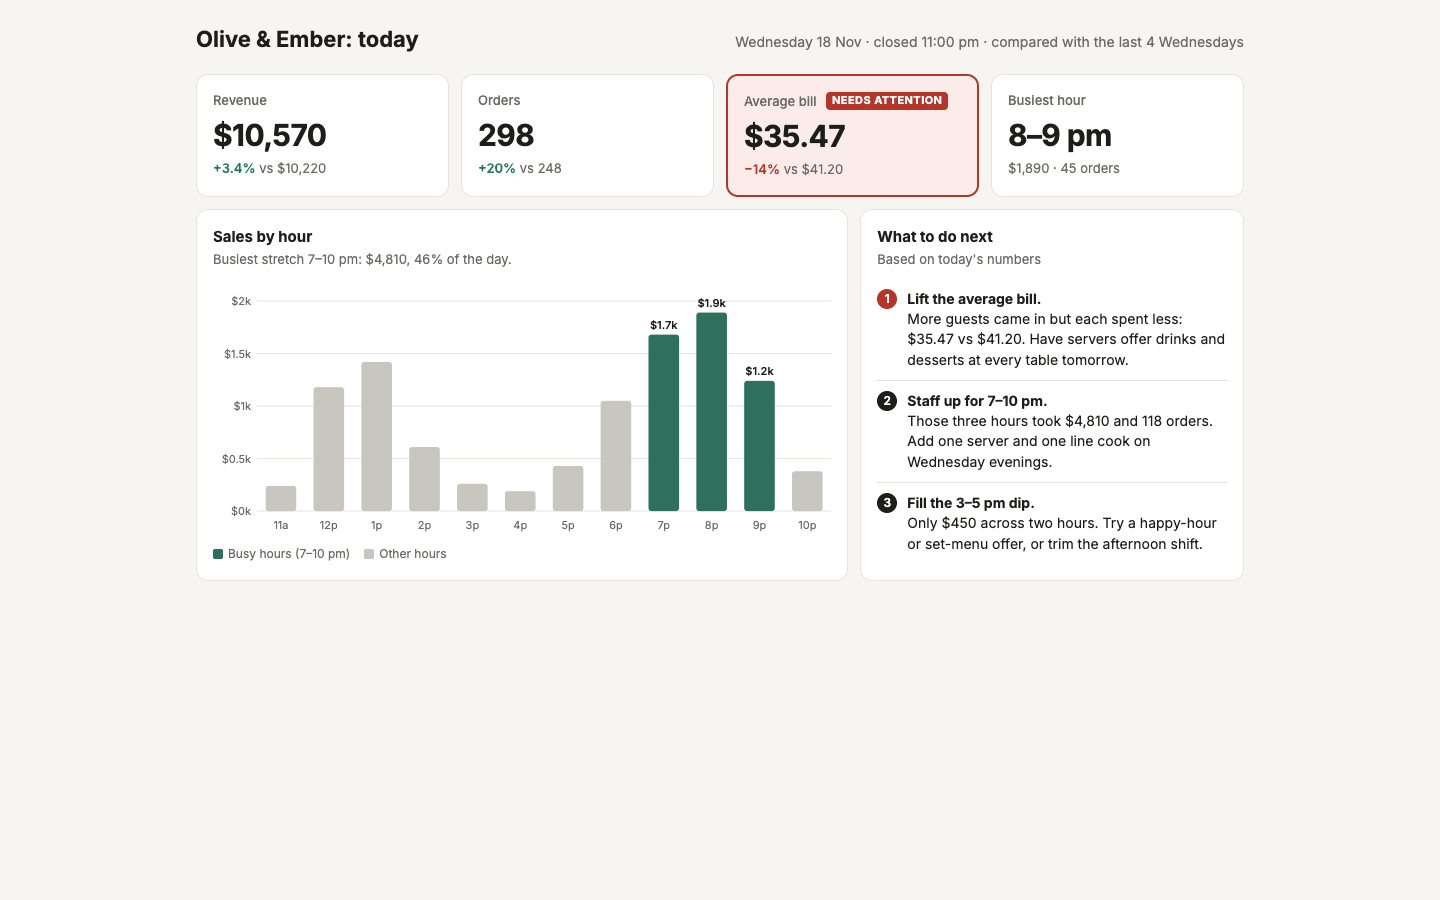 Olive & Ember: today
Wednesday 18 Nov · closed 11:00 pm · compared with the last 4 Wednesdays
Revenue
$10,570
+3.4% vs $10,220
Orders
298
+20% vs 248
Average bill NEEDS ATTENTION
$35.47
−14% vs $41.20
Busiest hour
8–9 pm
$1,890 · 45 orders
Sales by hour
Busiest stretch 7–10 pm: $4,810, 46% of the day.
$2k
$1.5k
$1k
$0.5k
$0k
$1.7k
$1.9k
$1.2k
11a 12p 1p 2p 3p 4p 5p 6p 7p 8p 9p 10p
Busy hours (7–10 pm) Other hours
What to do next
Based on today's numbers
1 Lift the average bill.
More guests came in but each spent less:
$35.47 vs $41.20. Have servers offer drinks and
desserts at every table tomorrow.
2 Staff up for 7–10 pm.
Those three hours took $4,810 and 118 orders.
Add one server and one line cook on
Wednesday evenings.
3 Fill the 3–5 pm dip.
Only $450 across two hours. Try a happy-hour
or set-menu offer, or trim the afternoon shift.